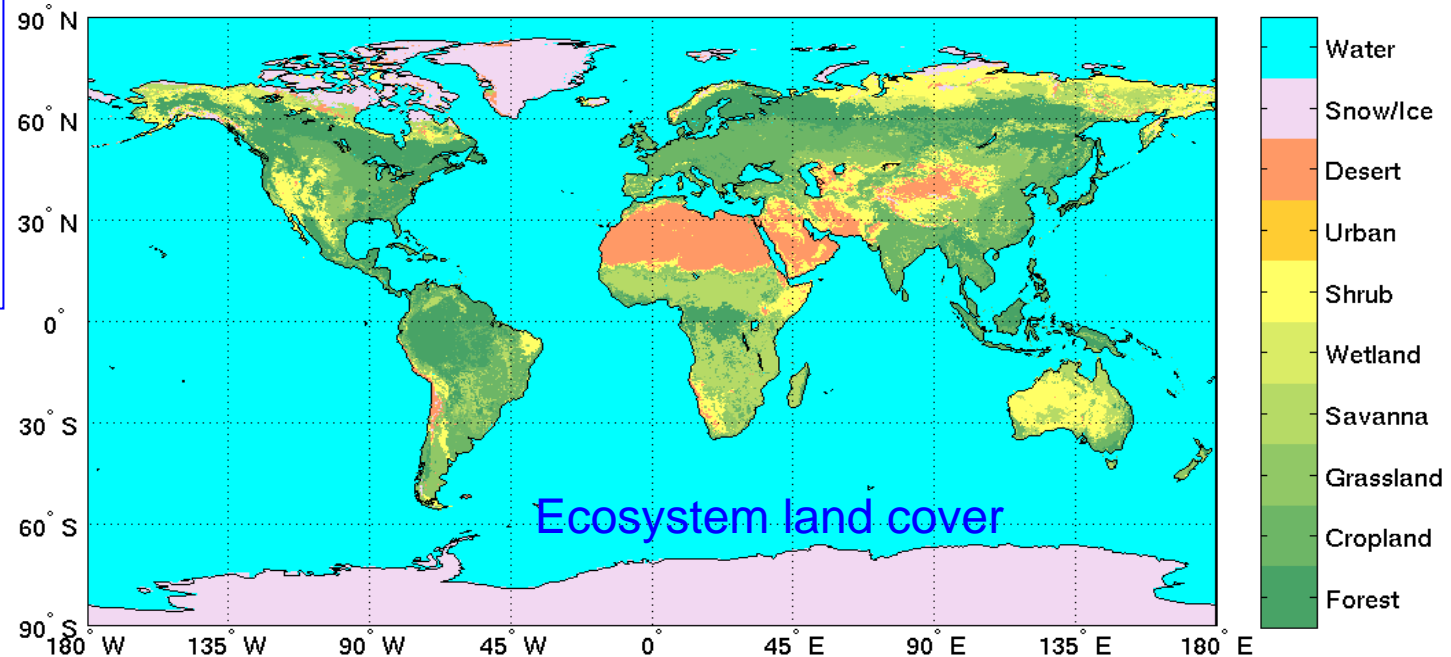 90° N
60° N
30° N
0°
30° S
60° S
90° S
180° W
135° W
90° W
45° W
0°
45° E
90° E
135° E
180° E
Ecosystem land cover
Water
Snow/Ice
Desert
Urban
Shrub
Wetland
Savanna
Grassland
Cropland
Forest